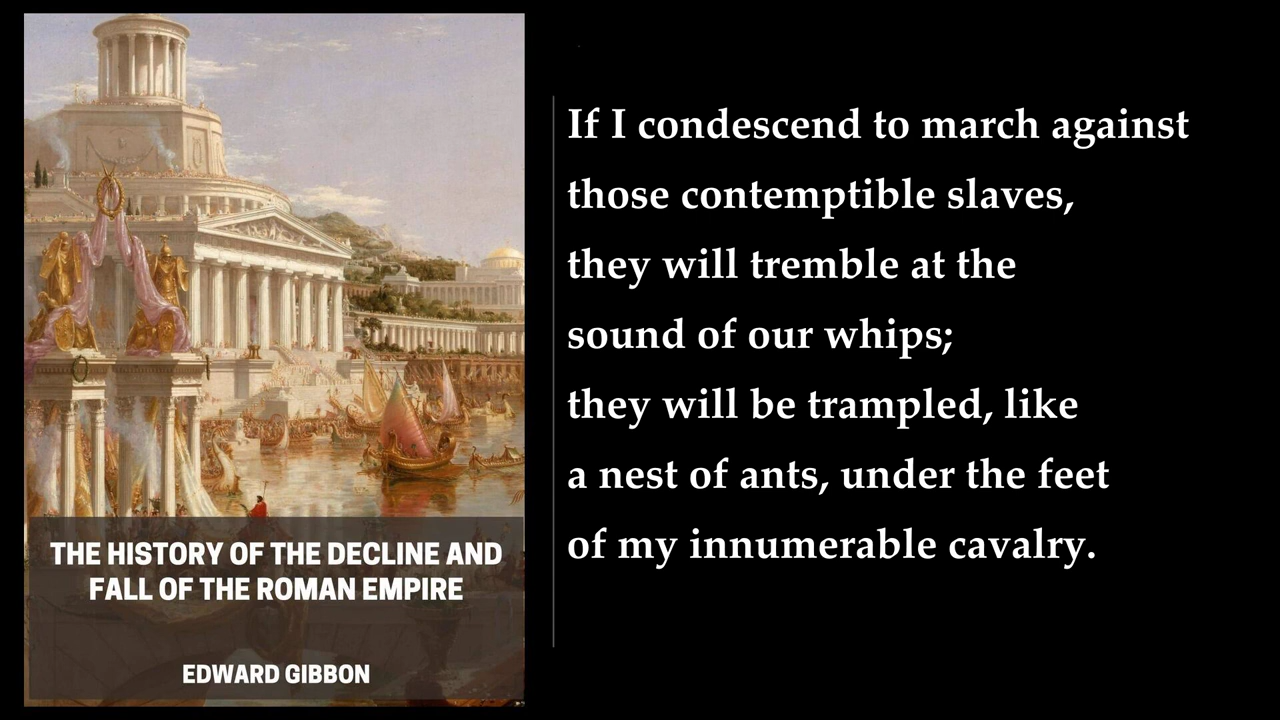 THE HISTORY OF THE DECLINE AND
FALL OF THE ROMAN EMPIRE
EDWARD GIBBON
If I condescend to march against
those contemptible slaves,
they will tremble at the
sound of our whips;
they will be trampled, like
a nest of ants, under the feet
of my innumerable cavalry.